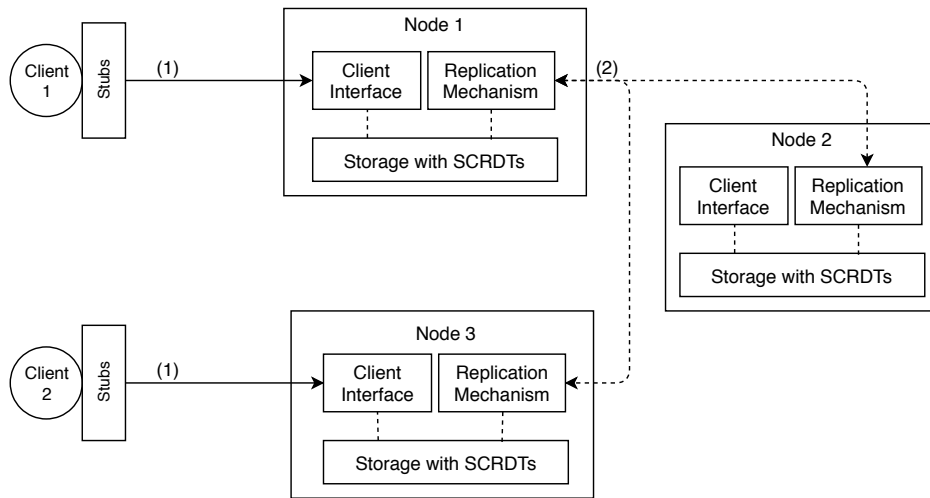 Node 1
Client
1
Stubs
(1)
Client
Interface
Replication
Mechanism
(2)
Storage with SCRDTs
Node 2
Client
Interface
Replication
Mechanism
Storage with SCRDTs
Node 3
Client
2
Stubs
(1)
Client
Interface
Replication
Mechanism
Storage with SCRDTs